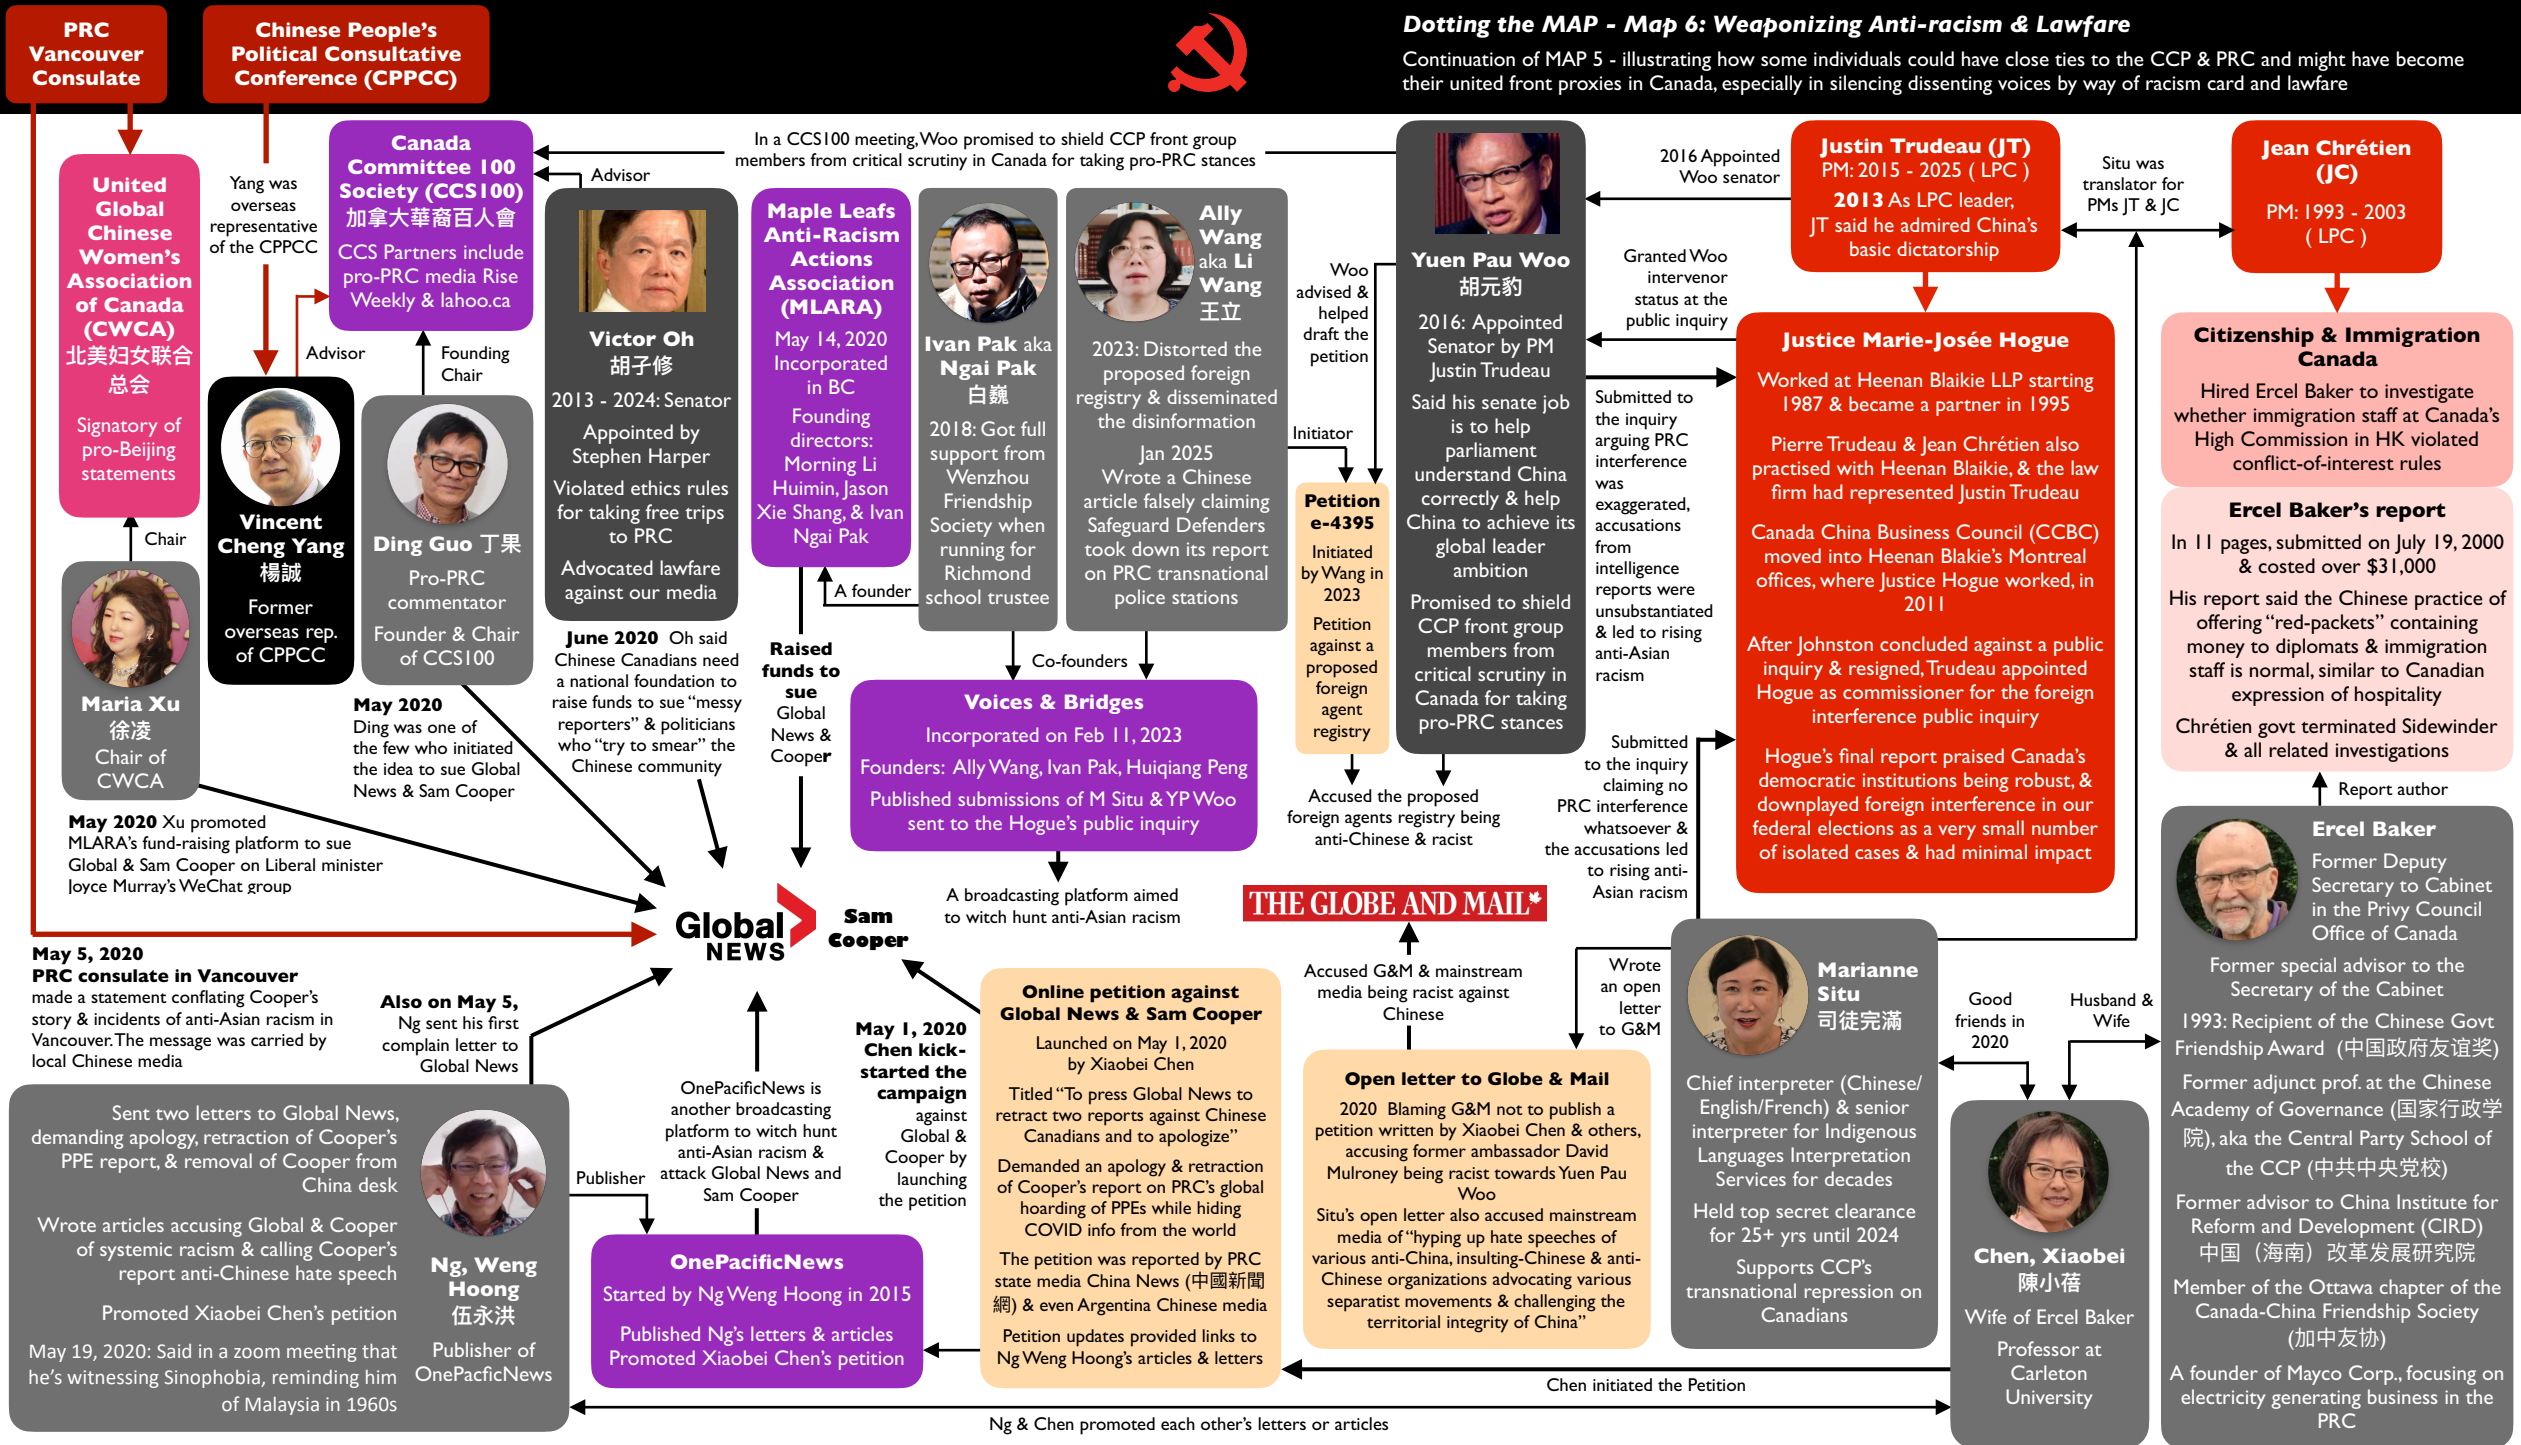 PRC
Vancouver
Consulate
Chinese People's
Political Consultative
Conference (CPPCC)
Dotting the MAP - Map 6: Weaponizing Anti-racism & Lawfare
Continuation of MAP 5 - illustrating how some individuals could have close ties to the CCP & PRC and might have become
their united front proxies in Canada, especially in silencing dissenting voices by way of racism card and lawfare
United
Global
Chinese
Women's
Association
of Canada
(CWCA)
北美妇女联合
总会
Signatory of
pro-Beijing
statements
Chair
Maria Xu
徐凌
Chair of
CWCA
May 2020 Xu promoted
MLARA's fund-raising platform to sue
Global & Sam Cooper on Liberal minister
Joyce Murray's WeChat group
Yang was
overseas
representative
of the CPPCC
Advisor
Vincent
Cheng Yang
楊誠
Former
overseas rep.
of CPPCC
Canada
Committee 100
Society (CCS100)
加拿大華裔百人會
CCS Partners include
pro-PRC media Rise
Weekly & lahoo.ca
Founding
Chair
Ding Guo 丁果
Pro-PRC
commentator
Founder & Chair
of CCS100
May 2020
Ding was one of
the few who initiated
the idea to sue Global
News & Sam Cooper
In a CCS100 meeting, Woo promised to shield CCP front group
members from critical scrutiny in Canada for taking pro-PRC stances
Advisor
Victor Oh
胡子修
2013 - 2024: Senator
Appointed by
Stephen Harper
Violated ethics rules
for taking free trips
to PRC
Advocated lawfare
against our media
June 2020 Oh said
Chinese Canadians need
a national foundation to
raise funds to sue "messy
reporters" & politicians
who "try to smear" the
Chinese community
Maple Leafs
Anti-Racism
Actions
Association
(MLARA)
May 14, 2020
Incorporated
in BC
Founding
directors:
Morning Li
Huimin, Jason
Xie Shang, & Ivan
Ngai Pak
Raised
funds to
sue
Global
News &
Cooper
A founder
Ivan Pak aka
Ngai Pak
白巍
2018: Got full
support from
Wenzhou
Friendship
Society when
running for
Richmond
school trustee
Ally
Wang
aka Li
Wang
王立
2023: Distorted the
proposed foreign
registry & disseminated
the disinformation
Jan 2025
Wrote a Chinese
article falsely claiming
Safeguard Defenders
took down its report
on PRC transnational
police stations
Co-founders
Voices & Bridges
Incorporated on Feb 11, 2023
Founders: Ally Wang, Ivan Pak, Huiqiang Peng
Published submissions of M Situ & YP Woo
sent to the Hogue's public inquiry
A broadcasting platform aimed
to witch hunt anti-Asian racism
Initiator
Woo
advised &
helped
draft the
petition
Petition
e-4395
Initiated
by Wang in
2023
Petition
against a
proposed
foreign
agent
registry
Accused the proposed
foreign agents registry being
anti-Chinese & racist
Yuen Pau Woo
胡元豹
2016: Appointed
Senator by PM
Justin Trudeau
Said his senate job
is to help
parliament
understand China
correctly & help
China to achieve its
global leader
ambition
Promised to shield
CCP front group
members from
critical scrutiny in
Canada for taking
pro-PRC stances
2016 Appointed
Woo senator
Granted Woo
intervenor
status at the
public inquiry
Submitted to
the inquiry
arguing PRC
interference
was
exaggerated,
accusations
from
intelligence
reports were
unsubstantiated
& led to rising
anti-Asian
racism
Submitted
to the inquiry
claiming no
PRC interference
whatsoever &
the accusations led
to rising anti-
Asian racism
Justin Trudeau (JT)
PM: 2015 - 2025 ( LPC )
2013 As LPC leader,
JT said he admired China's
basic dictatorship
Situ was
translator for
PMs JT & JC
Jean Chrétien
(JC)
PM: 1993 - 2003
( LPC )
Justice Marie-Josée Hogue
Worked at Heenan Blaikie LLP starting
1987 & became a partner in 1995
Pierre Trudeau & Jean Chrétien also
practised with Heenan Blaikie, & the law
firm had represented Justin Trudeau
Canada China Business Council (CCBC)
moved into Heenan Blakie's Montreal
offices, where Justice Hogue worked, in
2011
After Johnston concluded against a public
inquiry & resigned, Trudeau appointed
Hogue as commissioner for the foreign
interference public inquiry
Hogue's final report praised Canada's
democratic institutions being robust, &
downplayed foreign interference in our
federal elections as a very small number
of isolated cases & had minimal impact
Citizenship & Immigration
Canada
Hired Ercel Baker to investigate
whether immigration staff at Canada's
High Commission in HK violated
conflict-of-interest rules
Ercel Baker's report
In 11 pages, submitted on July 19, 2000
& costed over $31,000
His report said the Chinese practice of
offering "red-packets" containing
money to diplomats & immigration
staff is normal, similar to Canadian
expression of hospitality
Chrétien govt terminated Sidewinder
& all related investigations
Report author
Ercel Baker
Former Deputy
Secretary to Cabinet
in the Privy Council
Office of Canada
Former special advisor to the
Secretary of the Cabinet
1993: Recipient of the Chinese Govt
Friendship Award (中国政府友谊奖)
Former adjunct prof. at the Chinese
Academy of Governance (国家行政学
院), aka the Central Party School of
the CCP (中共中央党校)
Former advisor to China Institute for
Reform and Development (CIRD)
中国（海南）改革发展研究院
Member of the Ottawa chapter of the
Canada-China Friendship Society
(加中友协)
A founder of Mayco Corp., focusing on
electricity generating business in the
PRC
Global
NEWS
Sam
Cooper
THE GLOBE AND MAIL
May 5, 2020
PRC consulate in Vancouver
made a statement conflating Cooper's
story & incidents of anti-Asian racism in
Vancouver. The message was carried by
local Chinese media
Also on May 5,
Ng sent his first
complain letter to
Global News
Sent two letters to Global News,
demanding apology, retraction of Cooper's
PPE report, & removal of Cooper from
China desk
Wrote articles accusing Global & Cooper
of systemic racism & calling Cooper's
report anti-Chinese hate speech
Promoted Xiaobei Chen's petition
May 19, 2020: Said in a zoom meeting that
he's witnessing Sinophobia, reminding him
of Malaysia in 1960s
Ng, Weng
Hoong
伍永洪
Publisher of
OnePacficNews
Publisher
OnePacificNews is
another broadcasting
platform to witch hunt
anti-Asian racism &
attack Global News and
Sam Cooper
OnePacificNews
Started by Ng Weng Hoong in 2015
Published Ng's letters & articles
Promoted Xiaobei Chen's petition
May 1, 2020
Chen kick-
started the
campaign
against
Global &
Cooper by
launching
the petition
Online petition against
Global News & Sam Cooper
Launched on May 1, 2020
by Xiaobei Chen
Titled "To press Global News to
retract two reports against Chinese
Canadians and to apologize"
Demanded an apology & retraction
of Cooper's report on PRC's global
hoarding of PPEs while hiding
COVID info from the world
The petition was reported by PRC
state media China News (中國新聞
網) & even Argentina Chinese media
Petition updates provided links to
Ng Weng Hoong's articles & letters
Accused G&M & mainstream
media being racist against
Chinese
Wrote
an open
letter
to G&M
Open letter to Globe & Mail
2020 Blaming G&M not to publish a
petition written by Xiaobei Chen & others,
accusing former ambassador David
Mulroney being racist towards Yuen Pau
Woo
Situ's open letter also accused mainstream
media of "hyping up hate speeches of
various anti-China, insulting-Chinese & anti-
Chinese organizations advocating various
separatist movements & challenging the
territorial integrity of China"
Marianne
Situ
司徒完滿
Chief interpreter (Chinese/
English/French) & senior
interpreter for Indigenous
Languages Interpretation
Services for decades
Held top secret clearance
for 25+ yrs until 2024
Supports CCP's
transnational repression on
Canadians
Good
friends in
2020
Husband &
Wife
Chen, Xiaobei
陳小蓓
Wife of Ercel Baker
Professor at
Carleton
University
Chen initiated the Petition
Ng & Chen promoted each other's letters or articles